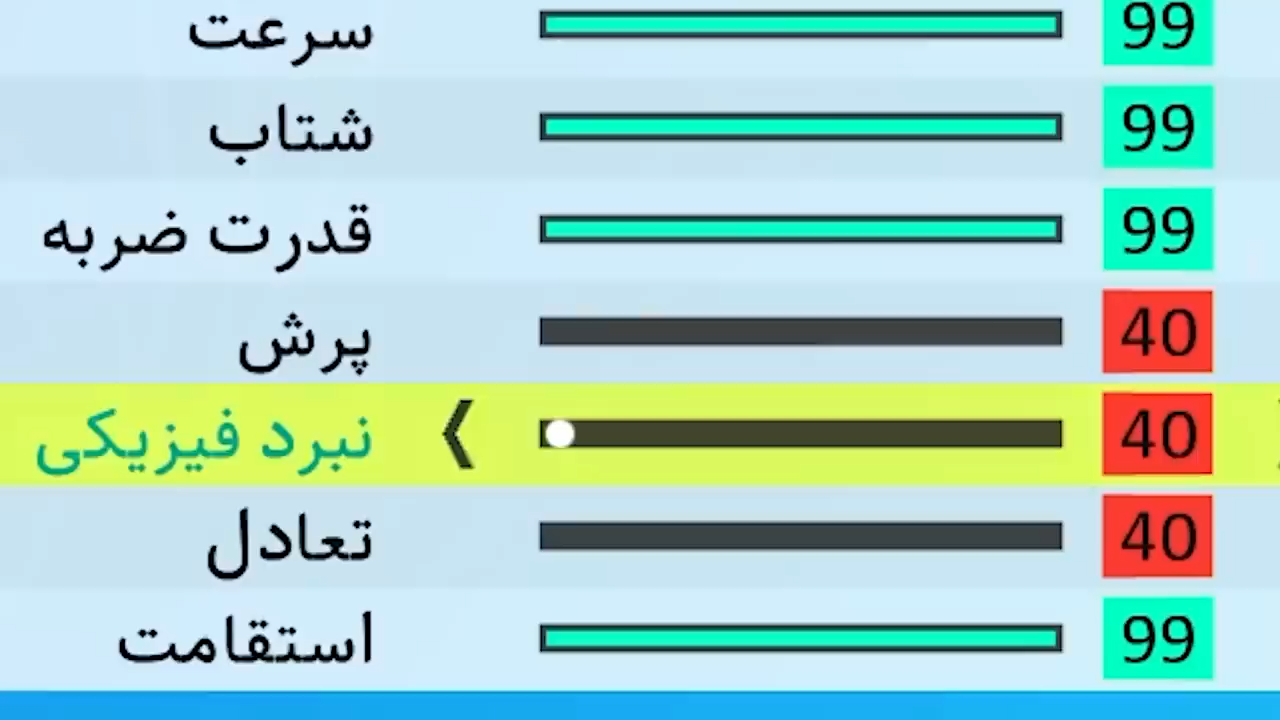 سرعت 99
شتاب 99
قدرت ضربه 99
پرش 40
نبرد فیزیکی 40
تعادل 40
استقامت 99